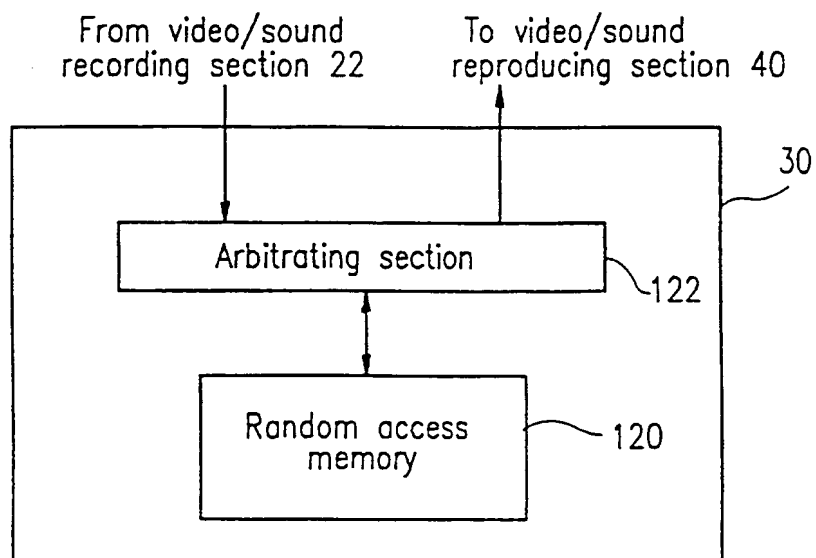 From video/sound
recording section 22
To video/sound
reproducing section 40
30
Arbitrating section
122
Random access
memory
120